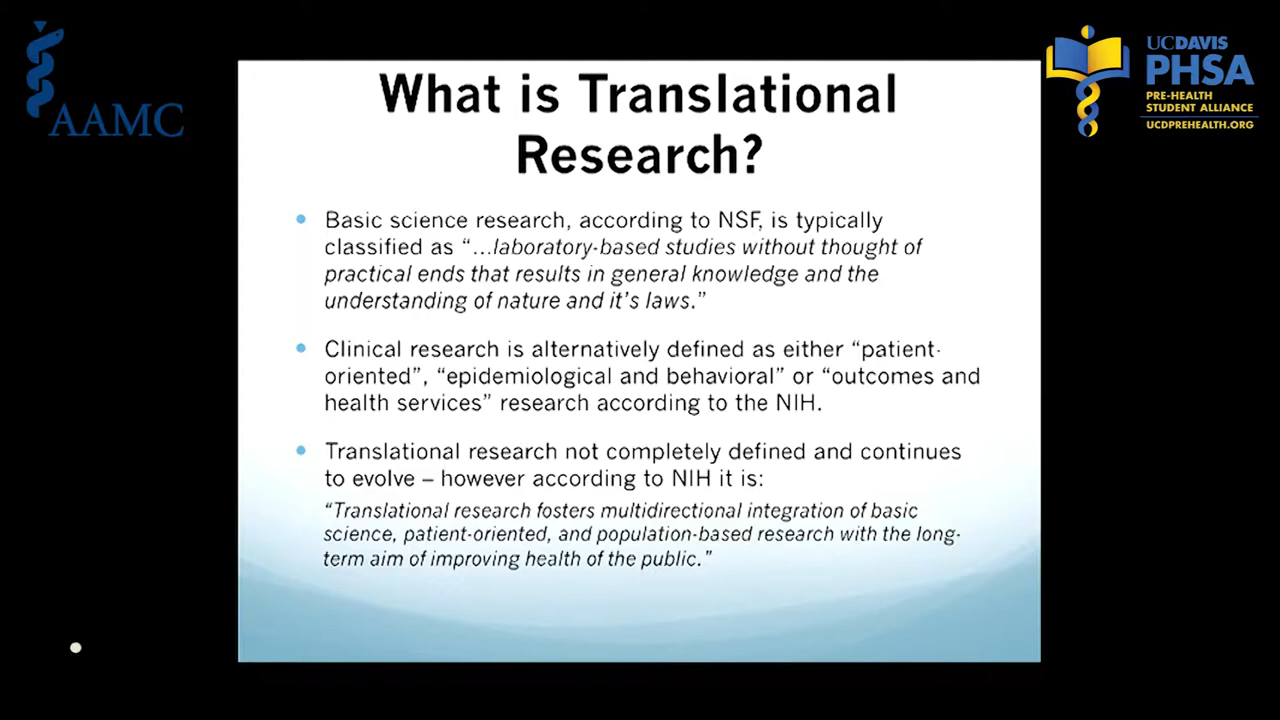 AAMC
UCDAVIS
PHSA
PRE-HEALTH
STUDENT ALLIANCE
UCDPREHEALTH.ORG
What is Translational
Research?
• Basic science research, according to NSF, is typically
classified as “…laboratory-based studies without thought of
practical ends that results in general knowledge and the
understanding of nature and it’s laws.”
• Clinical research is alternatively defined as either “patient-
oriented”, “epidemiological and behavioral” or “outcomes and
health services” research according to the NIH.
• Translational research not completely defined and continues
to evolve – however according to NIH it is:
“Translational research fosters multidirectional integration of basic
science, patient-oriented, and population-based research with the long-
term aim of improving health of the public.”